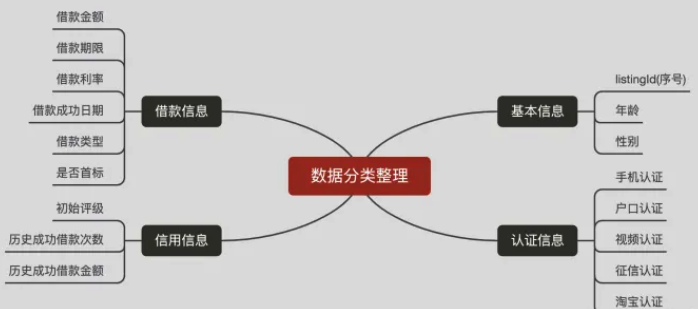 借款金额
借款期限
借款利率
借款成功日期
借款类型
是否首标
借款信息
初始评级
历史成功借款次数
历史成功借款金额
信用信息
数据分类整理
基本信息
listingId(序号)
年龄
性别
认证信息
手机认证
户口认证
视频认证
征信认证
淘宝认证